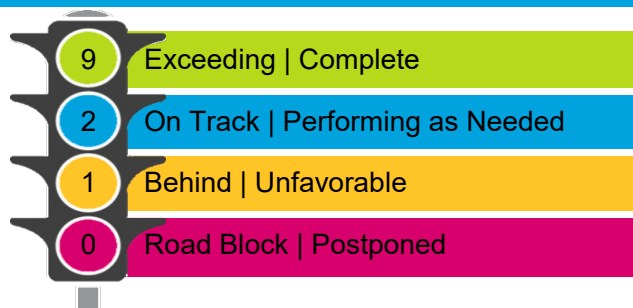 9 Exceeding | Complete
2 On Track | Performing as Needed
1 Behind | Unfavorable
0 Road Block | Postponed